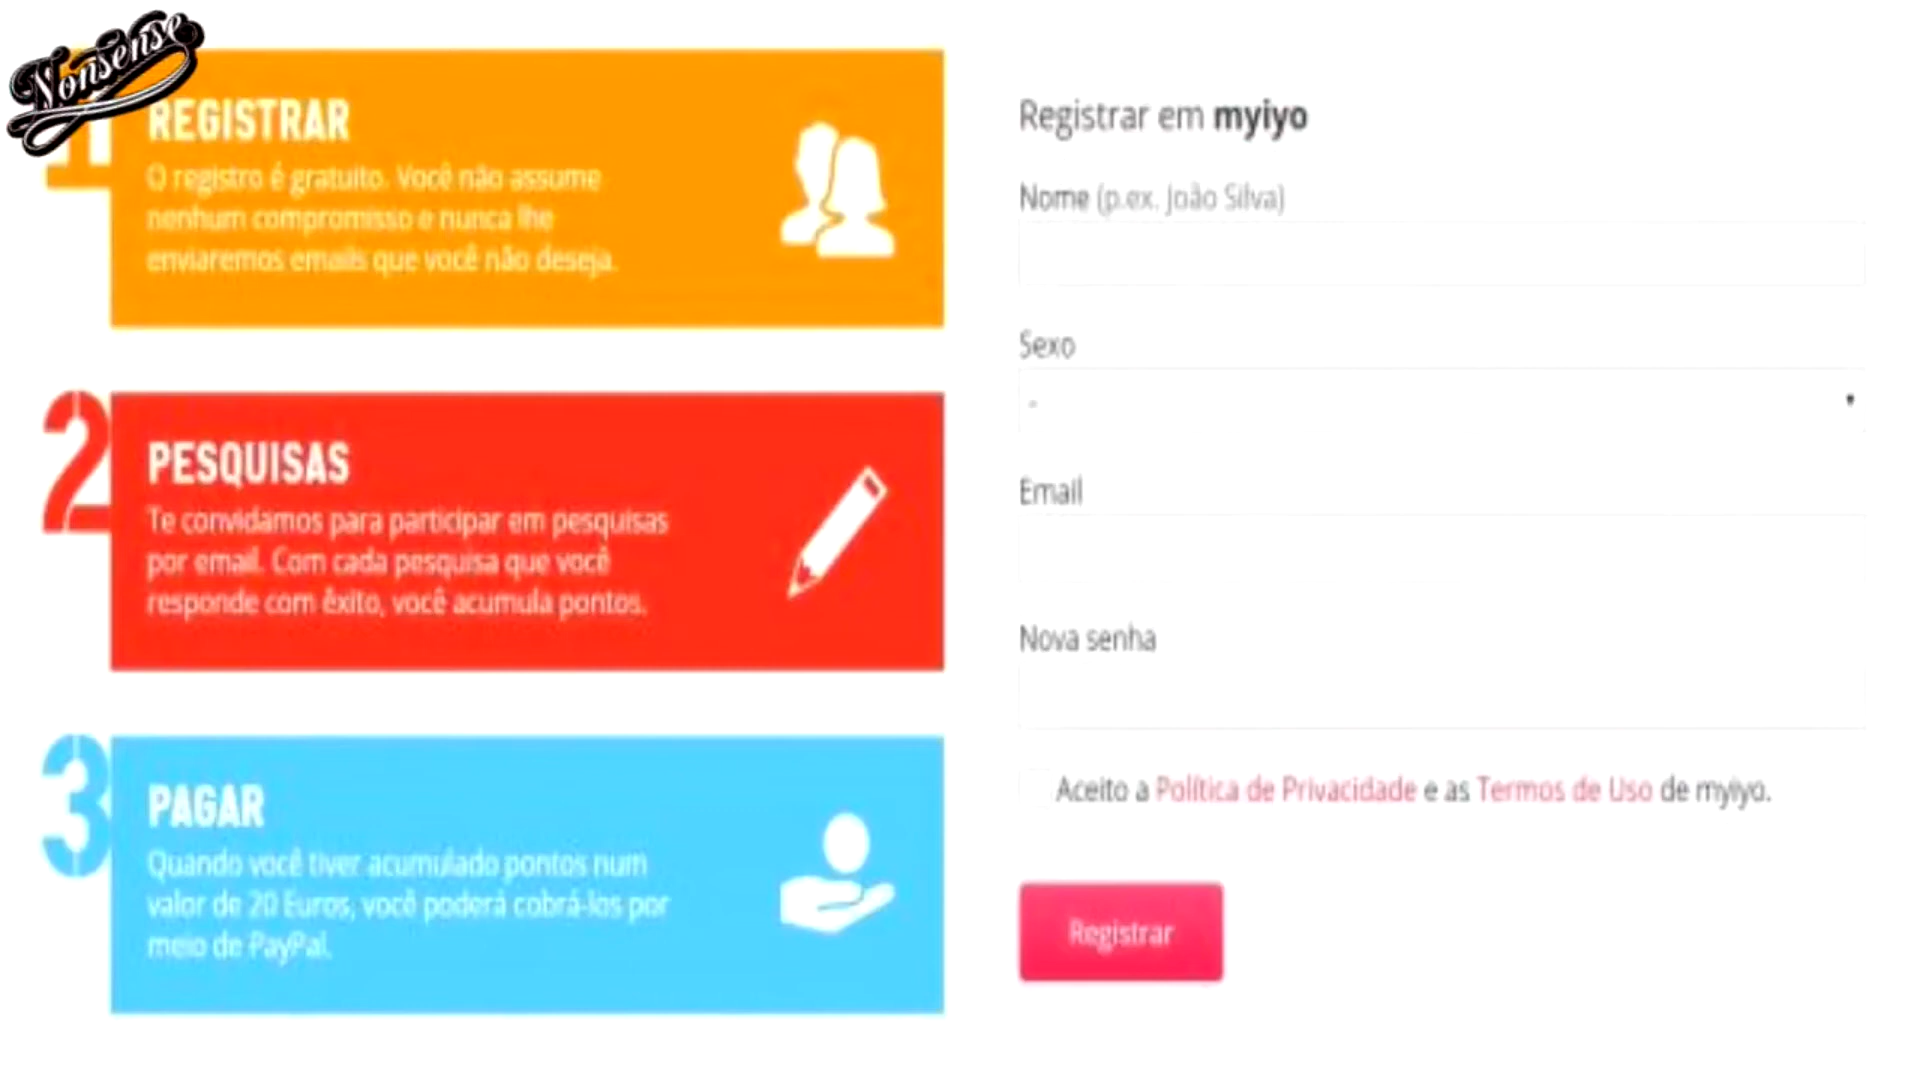 Nonsense
1
REGISTRAR
O registro é gratuito. Você não assume
nenhum compromisso e nunca lhe
enviaremos emails que você não deseja.
2
PESQUISAS
Te convidamos para participar em pesquisas
por email. Com cada pesquisa que você
responde com êxito, você acumula pontos.
3
PAGAR
Quando você tiver acumulado pontos num
valor de 20 Euros, você poderá cobrá-los por
meio de PayPal.
Registrar em myiyo
Nome (p.ex. João Silva)
Sexo
-
Email
Nova senha
Aceito a Política de Privacidade e as Termos de Uso de myiyo.
Registrar